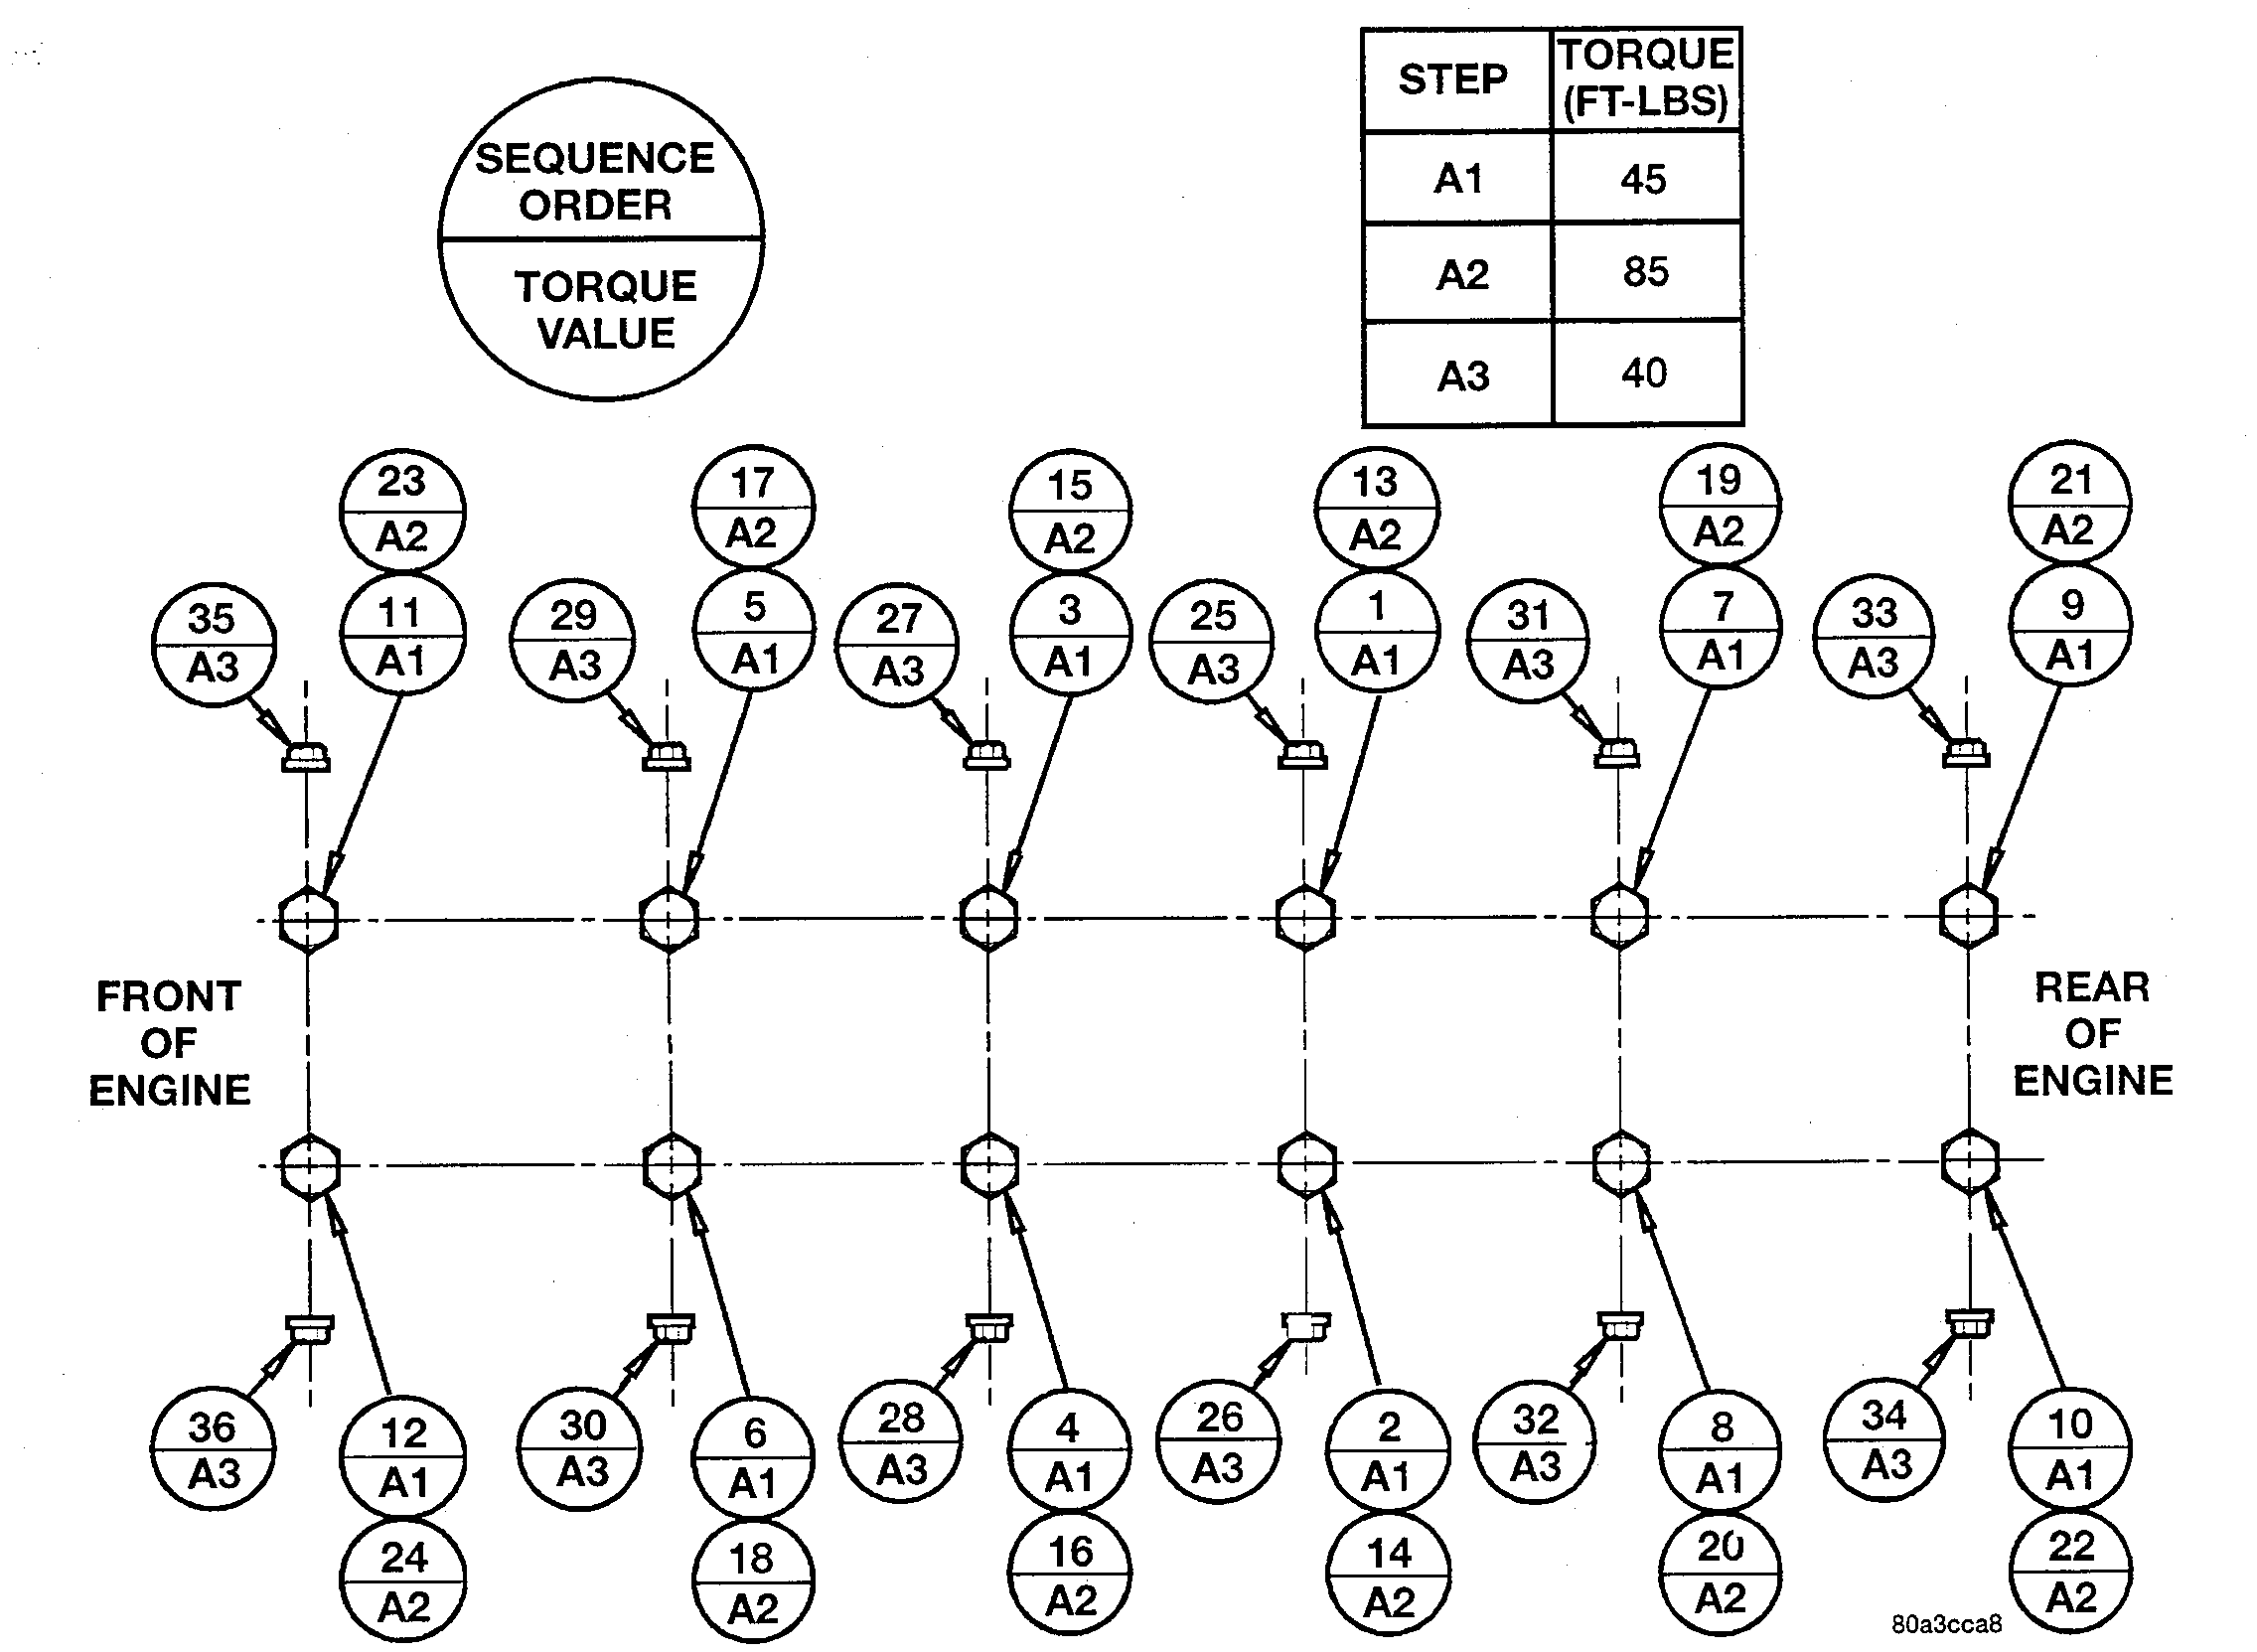 SEQUENCE
ORDER
TORQUE
VALUE
STEP TORQUE
(FT-LBS)
A1 45
A2 85
A3 40
23 17 15 13 19 21
A2 A2 A2 A2 A2 A2
35 11 29 5 27 3 25 1 31 7 33 9
A3 A1 A3 A1 A3 A1 A3 A1 A3 A1 A3 A1
FRONT
OF
ENGINE
REAR
OF
ENGINE
36 12 30 6 28 4 26 2 32 8 34 10
A3 A1 A3 A1 A3 A1 A3 A1 A3 A1 A3 A1
24 18 16 14 20 22
A2 A2 A2 A2 A2 A2
80a3cca8